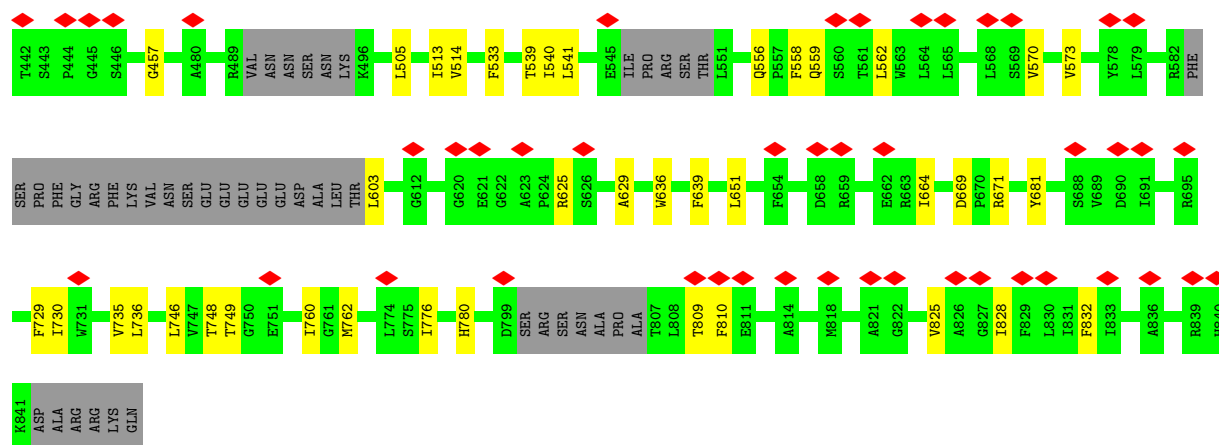 T442 S443 P444 G445 S446 G457 A480 R489 VAL ASN ASN SER ASN LYS K496 L505 I513 V514 F533 T539 I540 L541 E545 ILE PRO ARG SER THR L551 Q556 P557 F558 Q559 S560 T561 L562 W563 L564 L565 L568 S569 V570 V573 Y578 L579 R582 PHE
SER PRO PHE GLY ARG PHE LYS VAL ASN SER GLU GLU GLU GLU GLU ASP ALA LEU THR L603 G612 G620 E621 G622 A623 P624 R625 S626 A629 W636 F639 L651 F654 D658 R659 E662 R663 I664 D669 P670 R671 Y681 S688 V689 D690 I691 R695
F729 I730 W731 V735 L736 L746 V747 T748 T749 G750 E751 I760 G761 M762 L774 S775 I776 H780 D799 SER ARG SER ASN ALA PRO ALA T807 L808 T809 F810 E811 A814 M818 A821 G822 V825 A826 G827 I828 F829 L830 I831 F832 I833 A836 R839
K841 ASP ALA ARG ARG LYS GLN